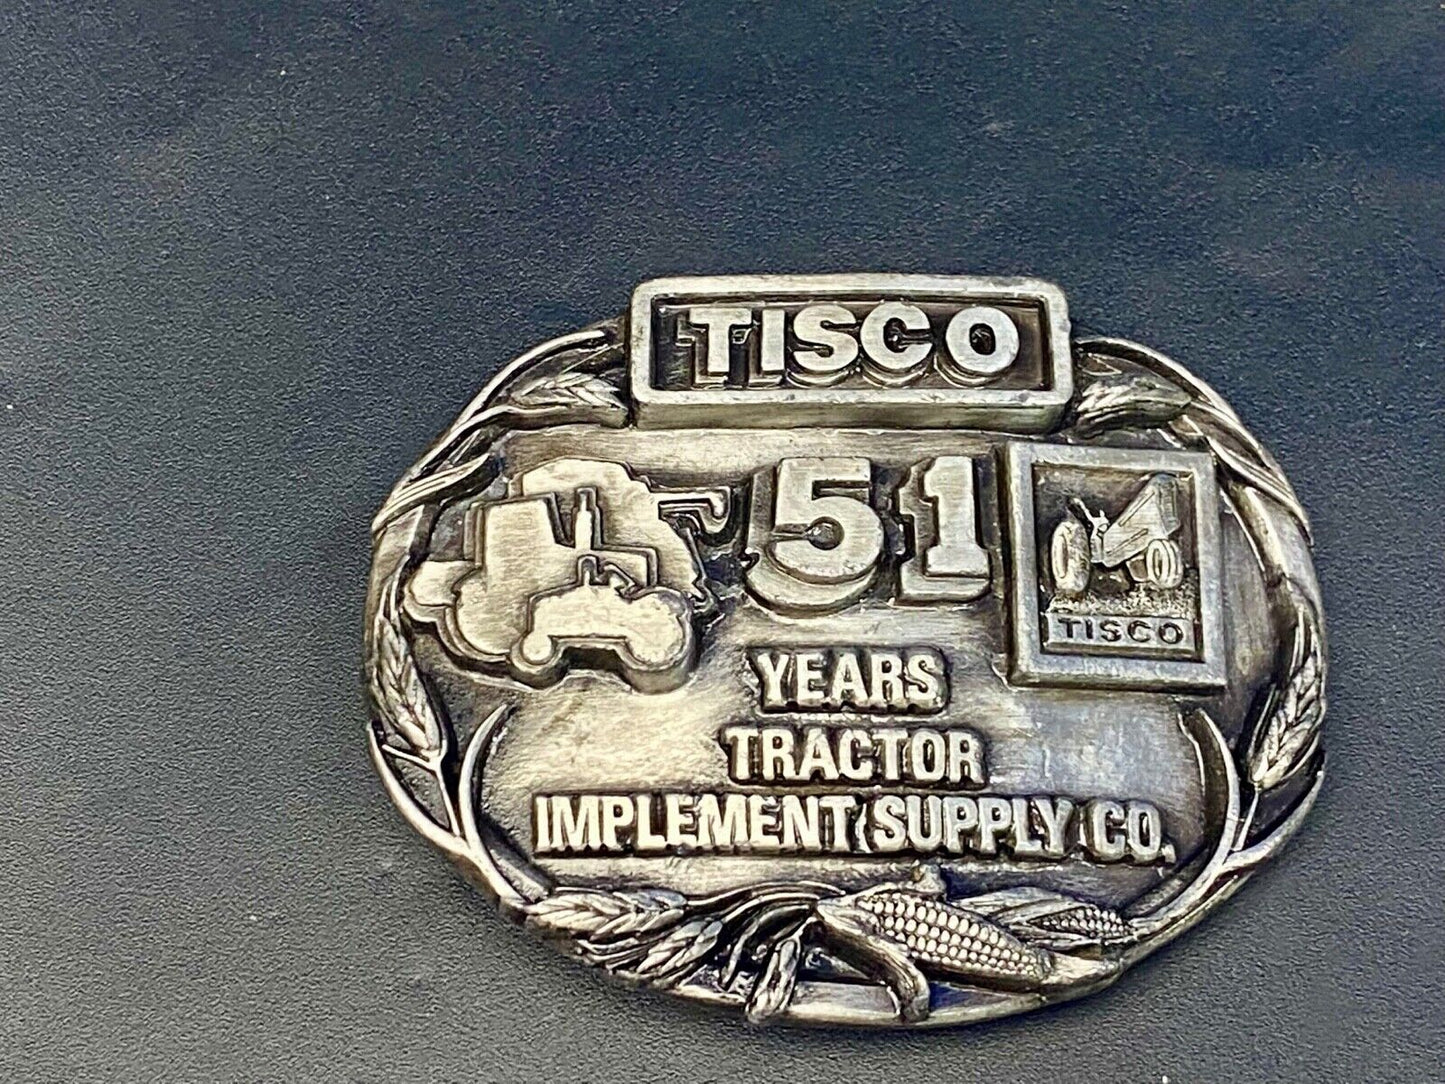 TISCO
51
TISCO
YEARS
TRACTOR
IMPLEMENT SUPPLY CO.